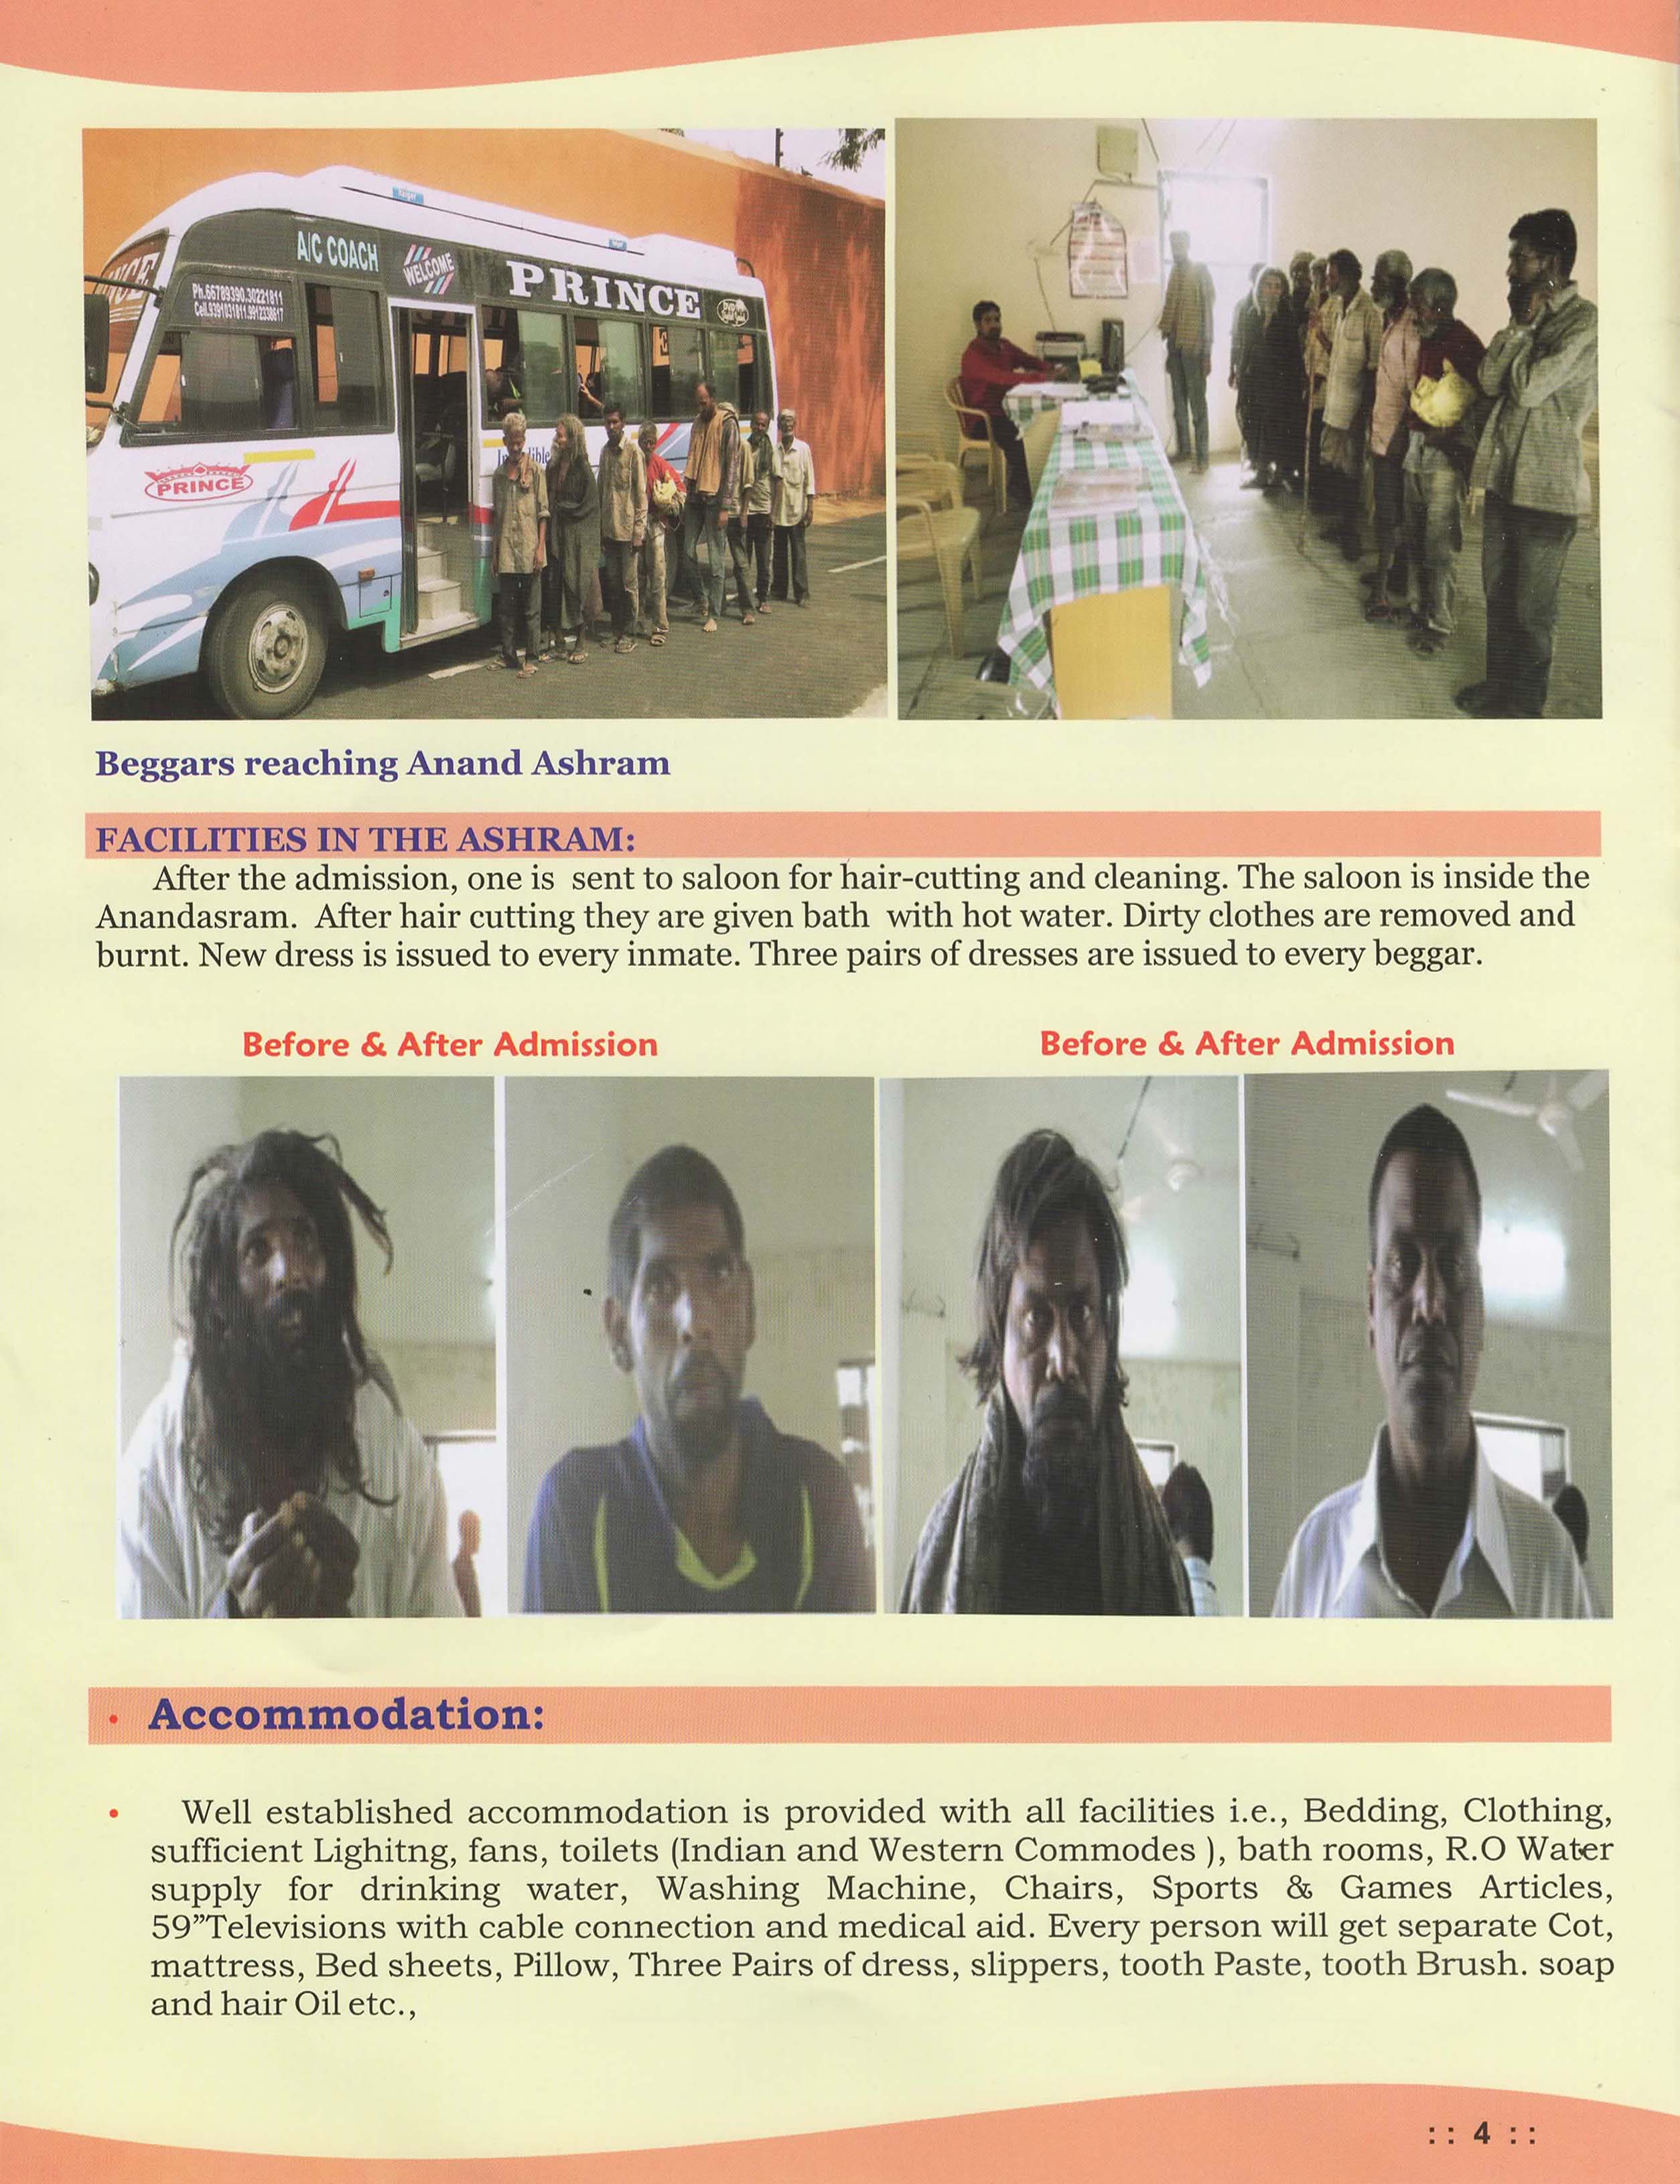 A/C COACH
WELCOME
PRINCE
Ph.66789390.30221811
Cell.9391031811.9912338617
PRINCE
Beggars reaching Anand Ashram
FACILITIES IN THE ASHRAM:
After the admission, one is sent to saloon for hair-cutting and cleaning. The saloon is inside the
Anandasram. After hair cutting they are given bath with hot water. Dirty clothes are removed and
burnt. New dress is issued to every inmate. Three pairs of dresses are issued to every beggar.
Before & After Admission
Before & After Admission
• Accommodation:
• Well established accommodation is provided with all facilities i.e., Bedding, Clothing,
sufficient Lighitng, fans, toilets (Indian and Western Commodes ), bath rooms, R.O Water
supply for drinking water, Washing Machine, Chairs, Sports & Games Articles,
59”Televisions with cable connection and medical aid. Every person will get separate Cot,
mattress, Bed sheets, Pillow, Three Pairs of dress, slippers, tooth Paste, tooth Brush. soap
and hair Oil etc.,
:: 4 ::